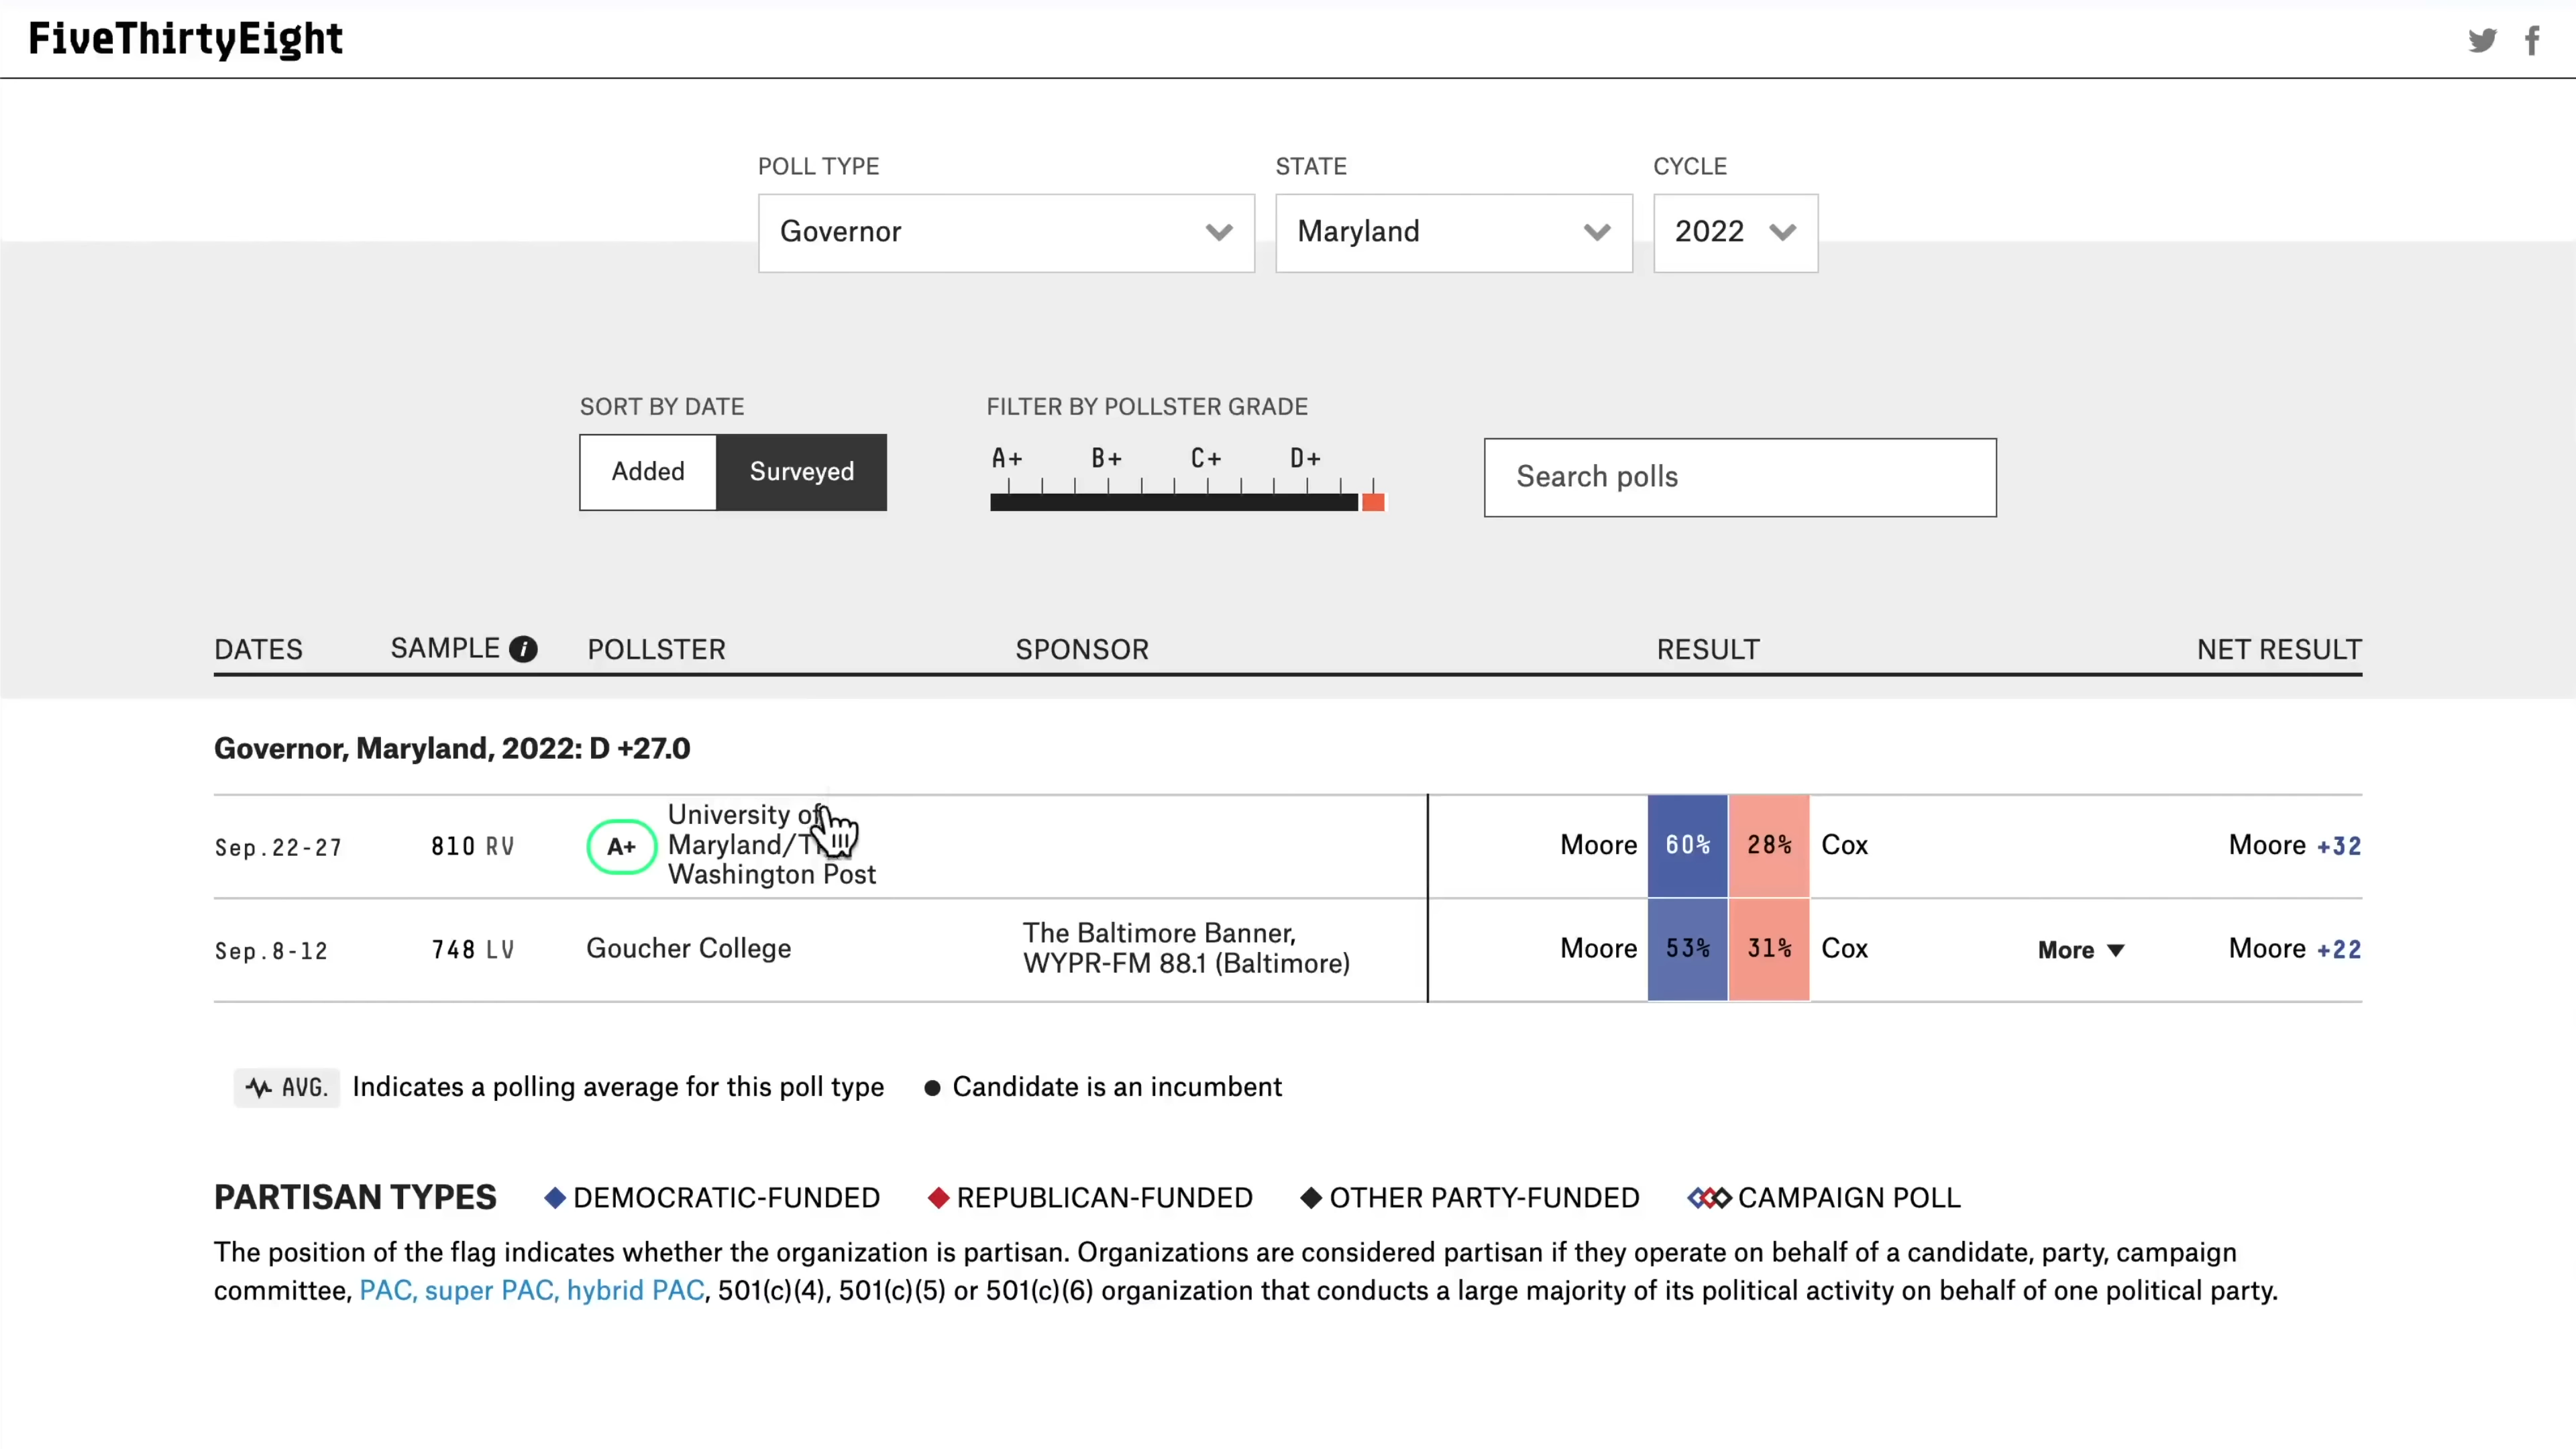 FiveThirtyEight
POLL TYPE STATE CYCLE
Governor Maryland 2022
SORT BY DATE FILTER BY POLLSTER GRADE
A+ B+ C+ D+
Added Surveyed Search polls
DATES SAMPLE i POLLSTER SPONSOR RESULT NET RESULT
Governor, Maryland, 2022: D +27.0
University of
Sep.22-27 810 RV A+ Maryland/ Moore 60% 28% Cox Moore +32
Washington Post
The Baltimore Banner,
Sep.8-12 748 LV Goucher College Moore 53% 31% Cox More ▼ Moore +22
WYPR-FM 88.1 (Baltimore)
AVG. Indicates a polling average for this poll type ● Candidate is an incumbent
PARTISAN TYPES ◆ DEMOCRATIC-FUNDED ◆ REPUBLICAN-FUNDED ◆ OTHER PARTY-FUNDED CAMPAIGN POLL
The position of the flag indicates whether the organization is partisan. Organizations are considered partisan if they operate on behalf of a candidate, party, campaign
committee, PAC, super PAC, hybrid PAC, 501(c)(4), 501(c)(5) or 501(c)(6) organization that conducts a large majority of its political activity on behalf of one political party.